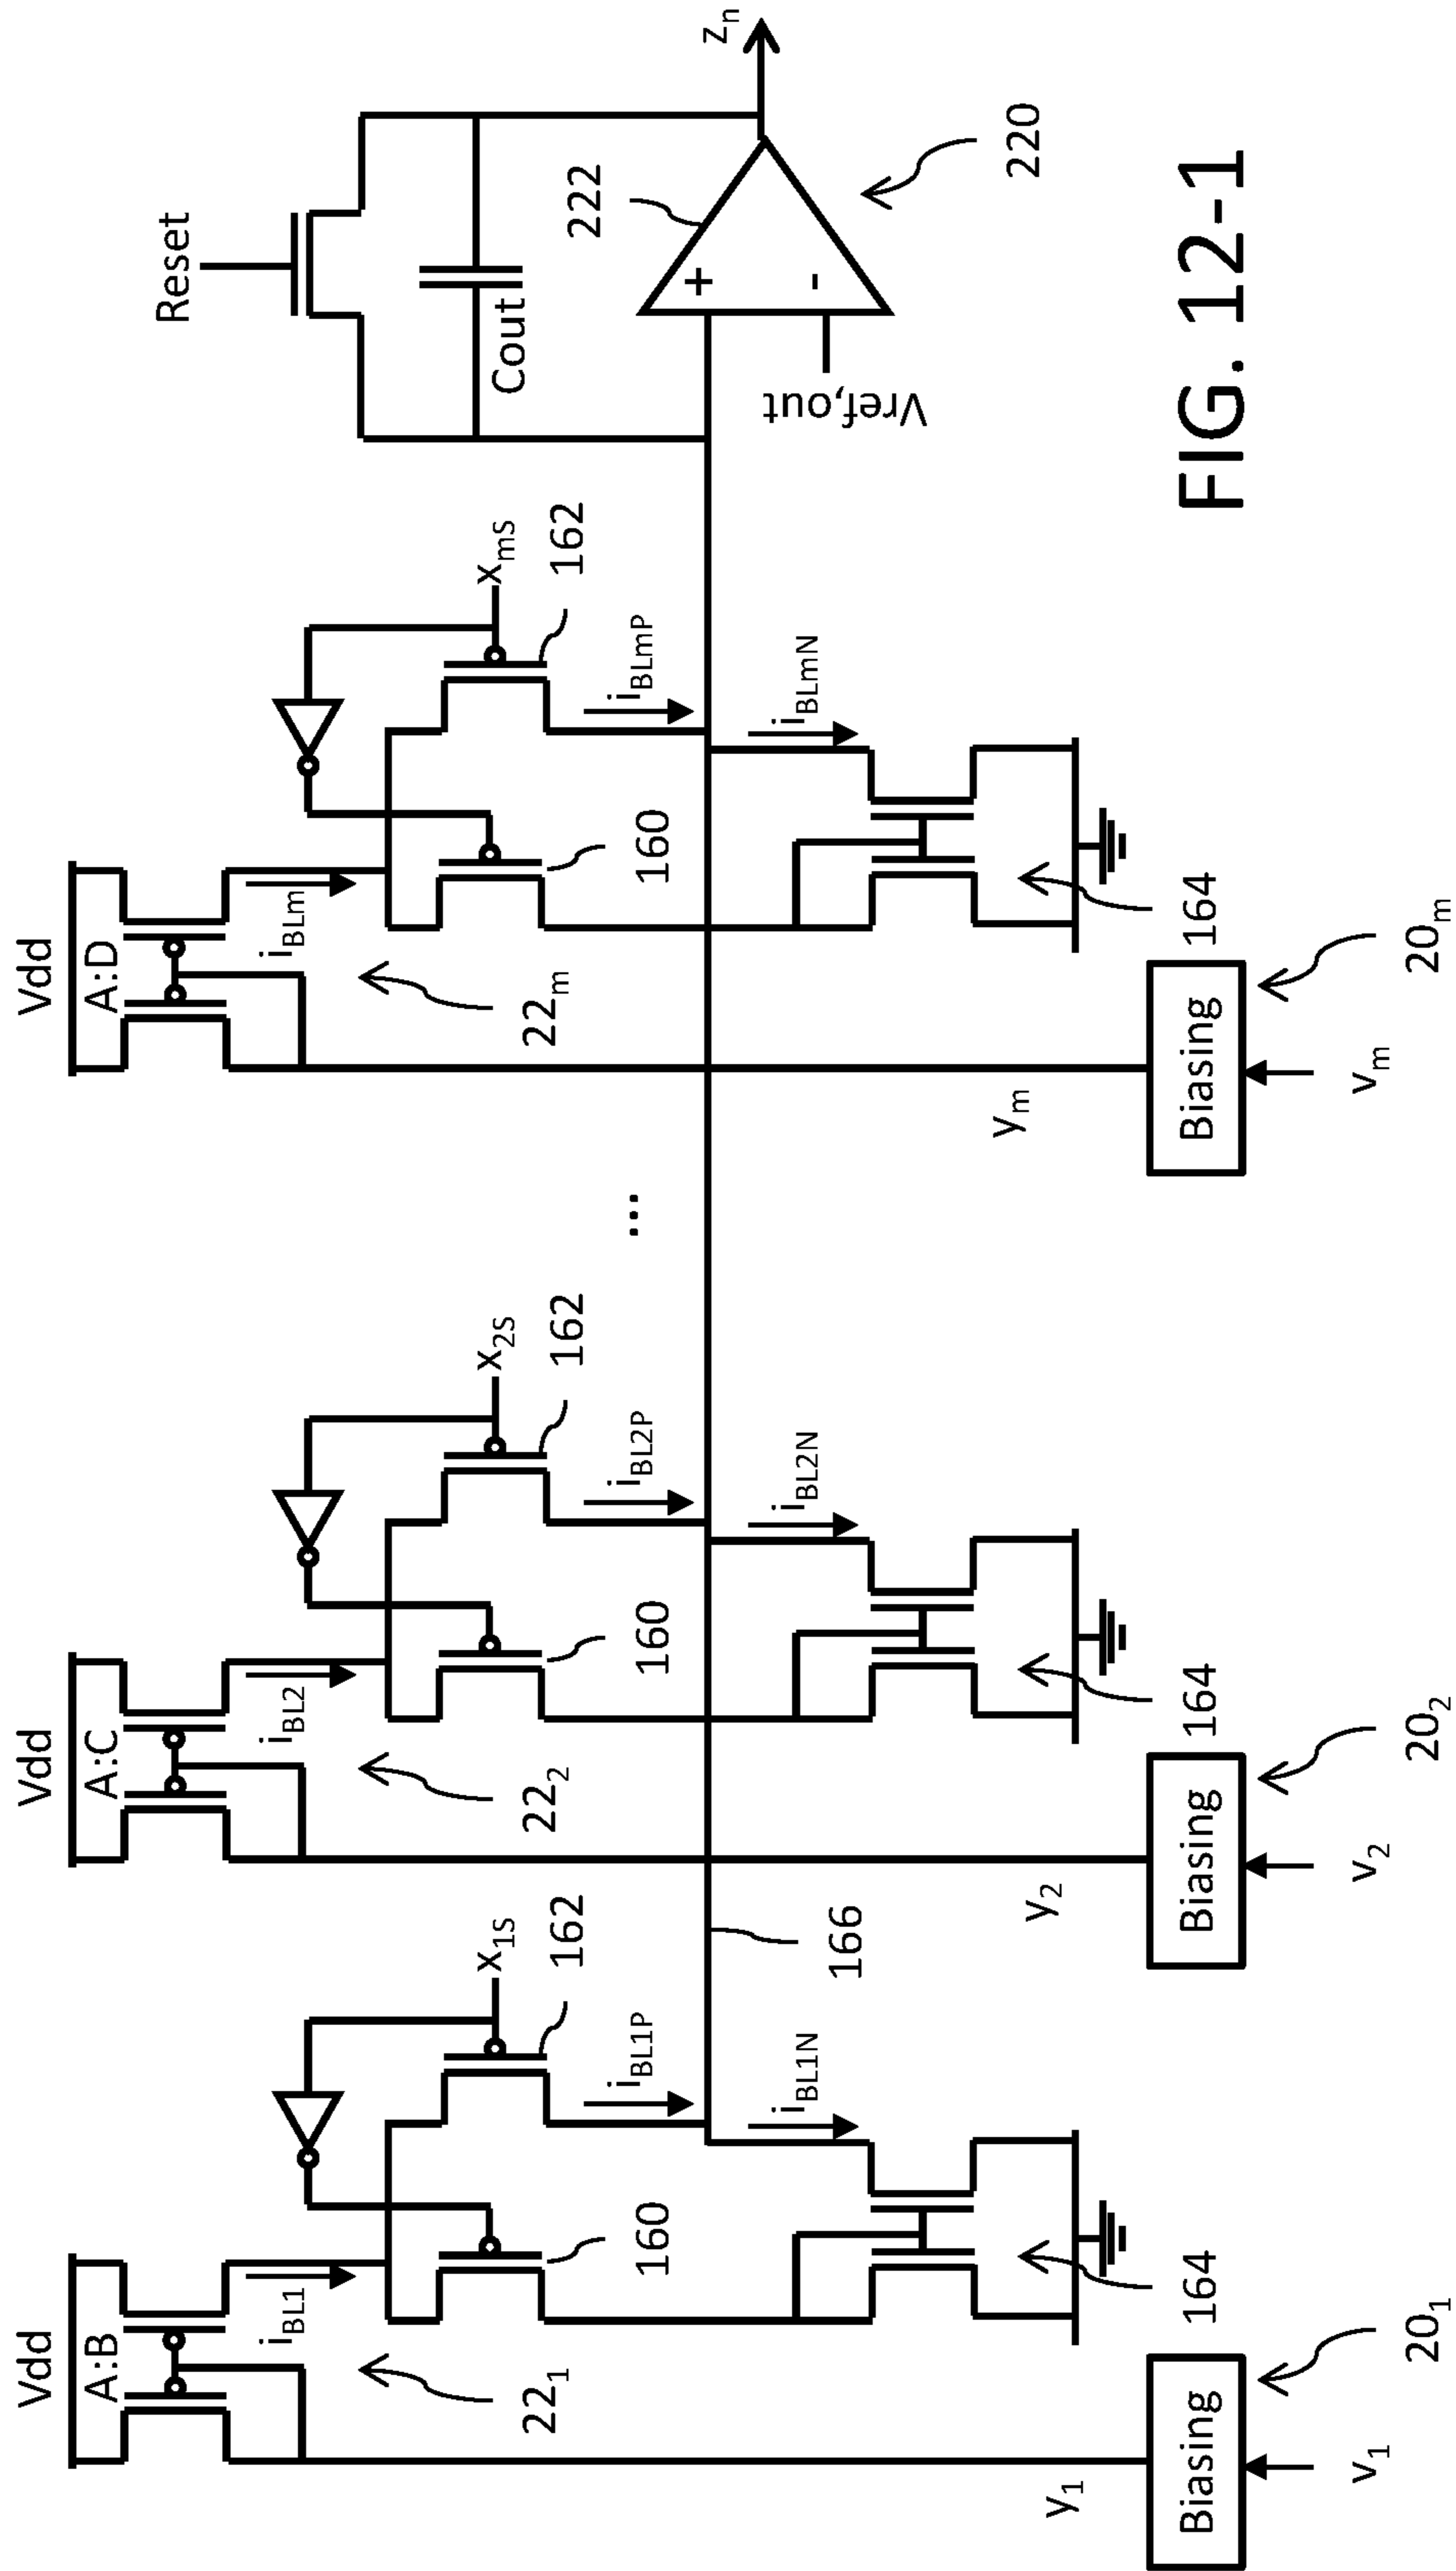 Vdd
A:B
i_BL1
22_1
x_1S
160
162
i_BL1P
i_BL1N
164
y_1
Biasing
v_1
20_1
166
Vdd
A:C
i_BL2
22_2
x_2S
160
162
i_BL2P
i_BL2N
164
y_2
Biasing
v_2
20_2
...
Vdd
A:D
i_BLm
22_m
x_mS
160
162
i_BLmP
i_BLmN
164
y_m
Biasing
v_m
20_m
Reset
Cout
222
+
-
Vref,out
z_n
220
FIG. 12-1